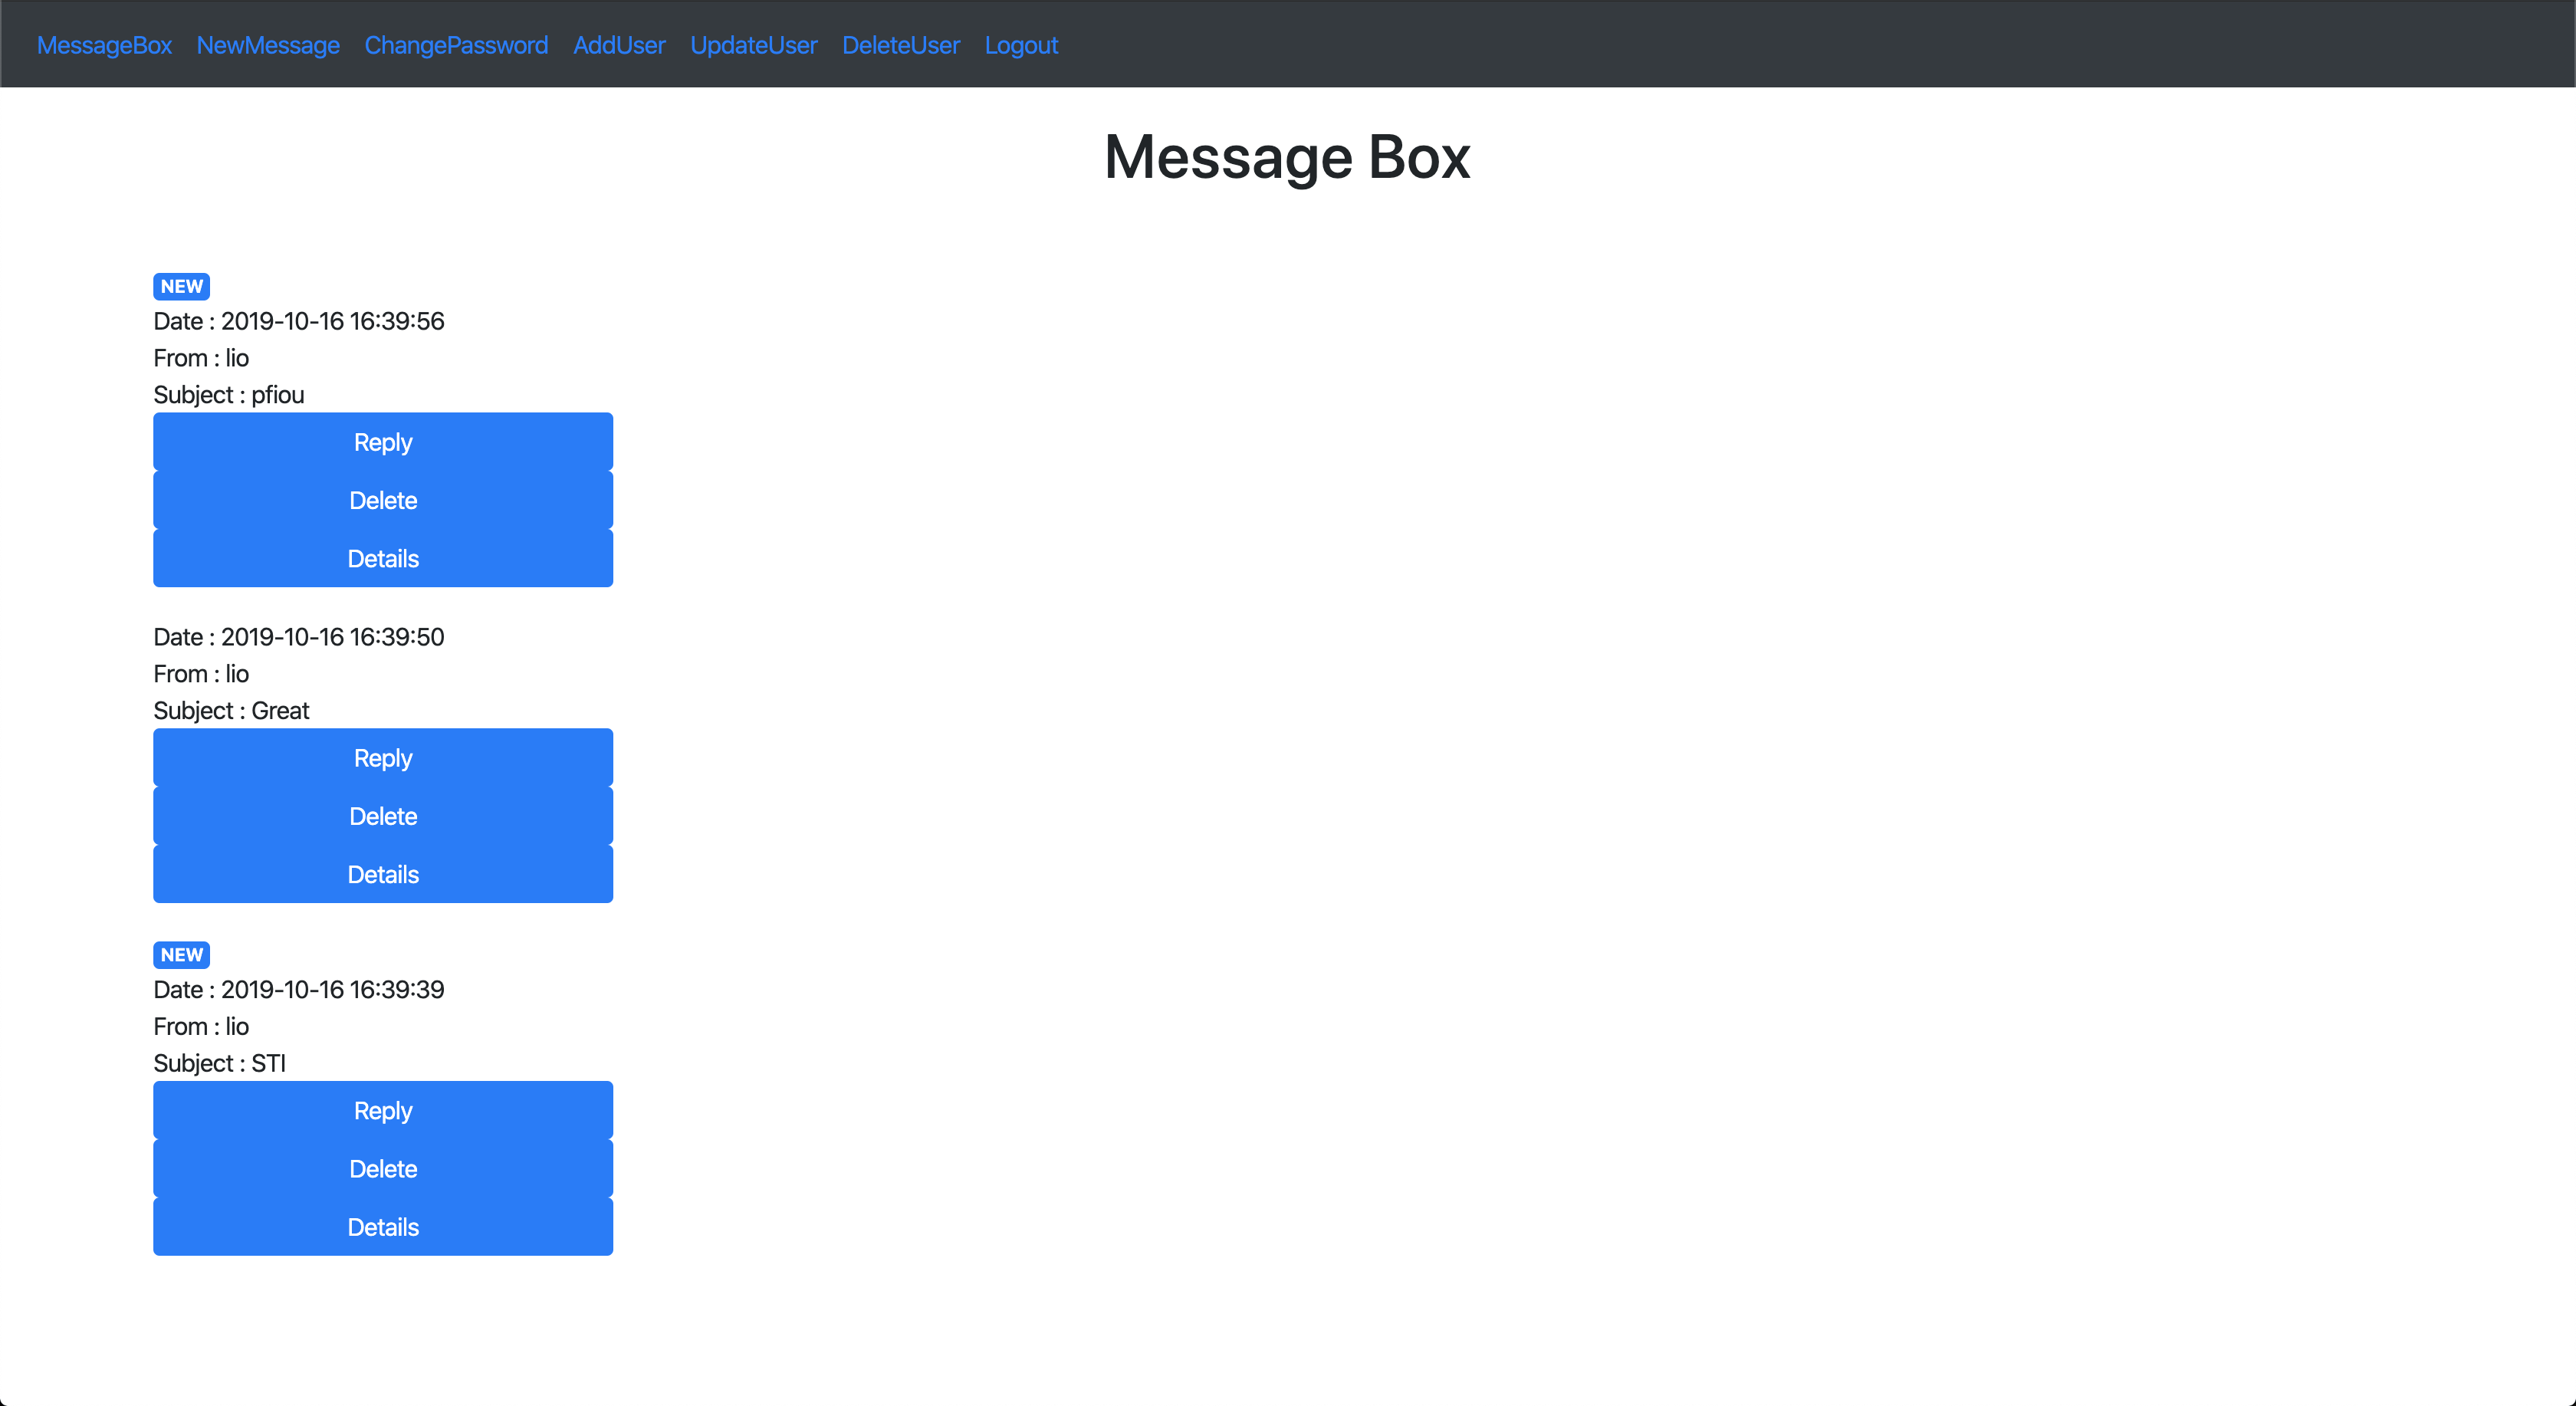 MessageBox NewMessage ChangePassword AddUser UpdateUser DeleteUser Logout
Message Box
NEW
Date : 2019-10-16 16:39:56
From : lio
Subject : pfiou
Reply
Delete
Details
Date : 2019-10-16 16:39:50
From : lio
Subject : Great
Reply
Delete
Details
NEW
Date : 2019-10-16 16:39:39
From : lio
Subject : STI
Reply
Delete
Details